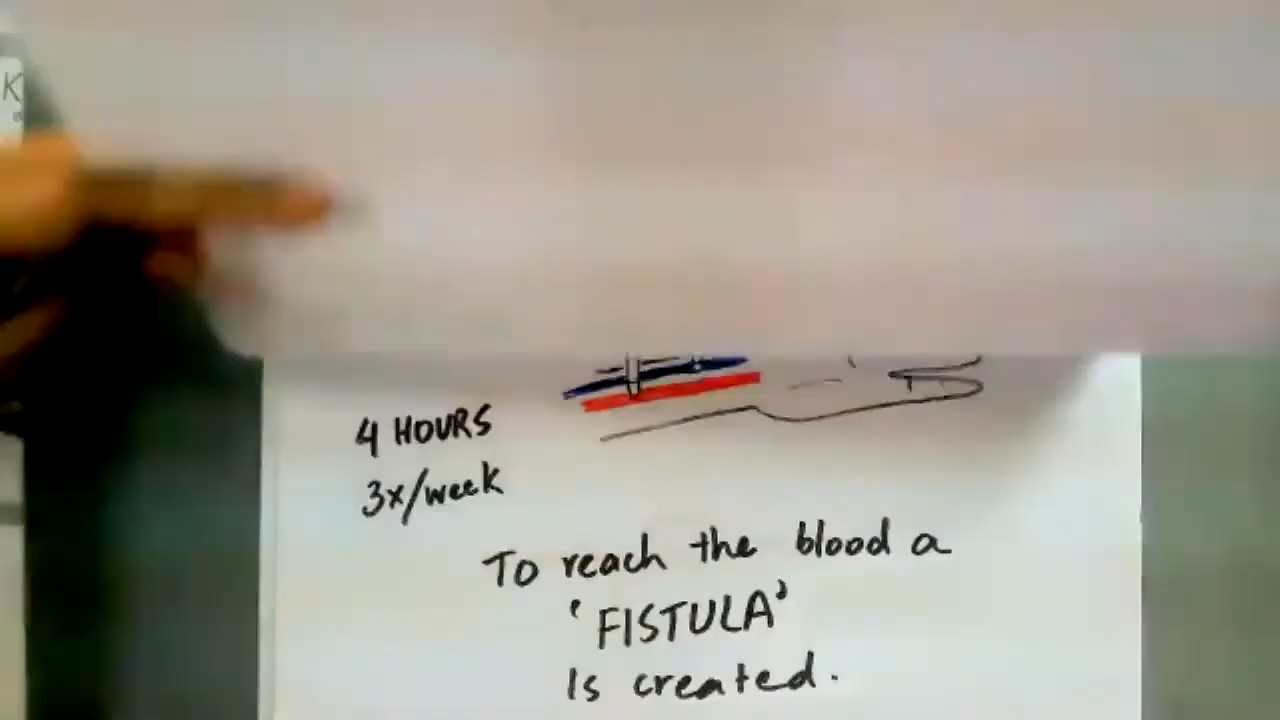 K
4 HOURS
3x/week
To reach the blood a
'FISTULA'
Is created.